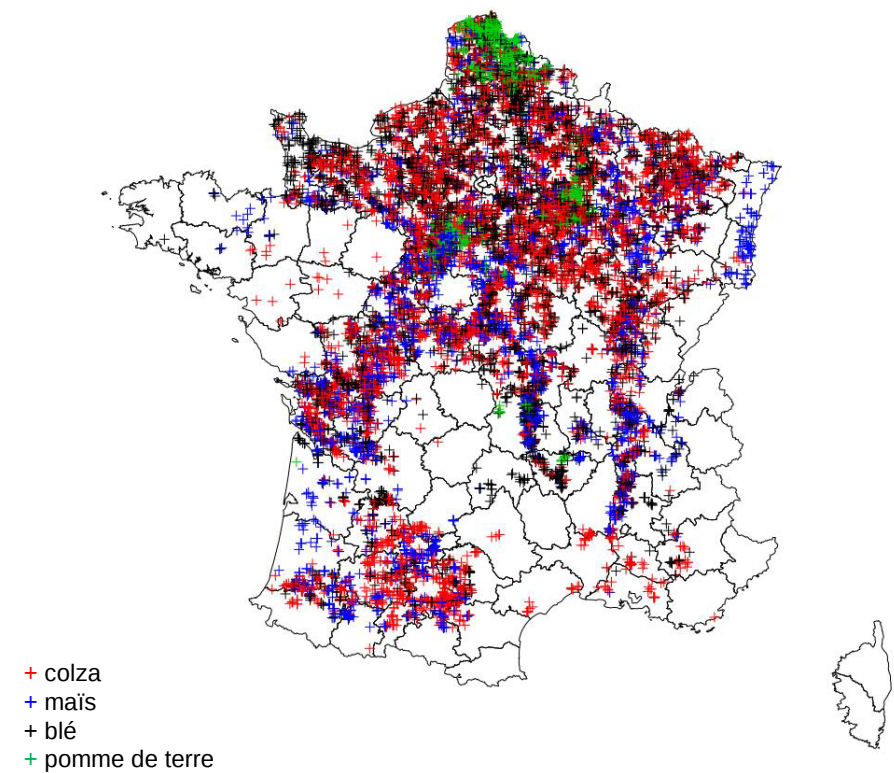 + colza
+ maïs
+ blé
+ pomme de terre